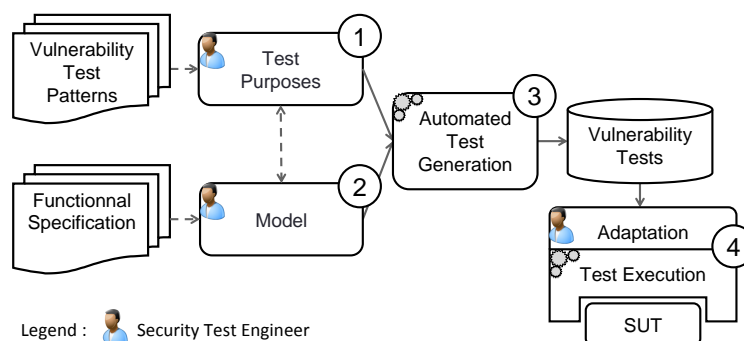 Vulnerability
Test
Patterns
Test
Purposes
1
Functionnal
Specification
Model
2
Automated
Test
Generation
3
Vulnerability
Tests
Adaptation
4
Test Execution
SUT
Legend : Security Test Engineer